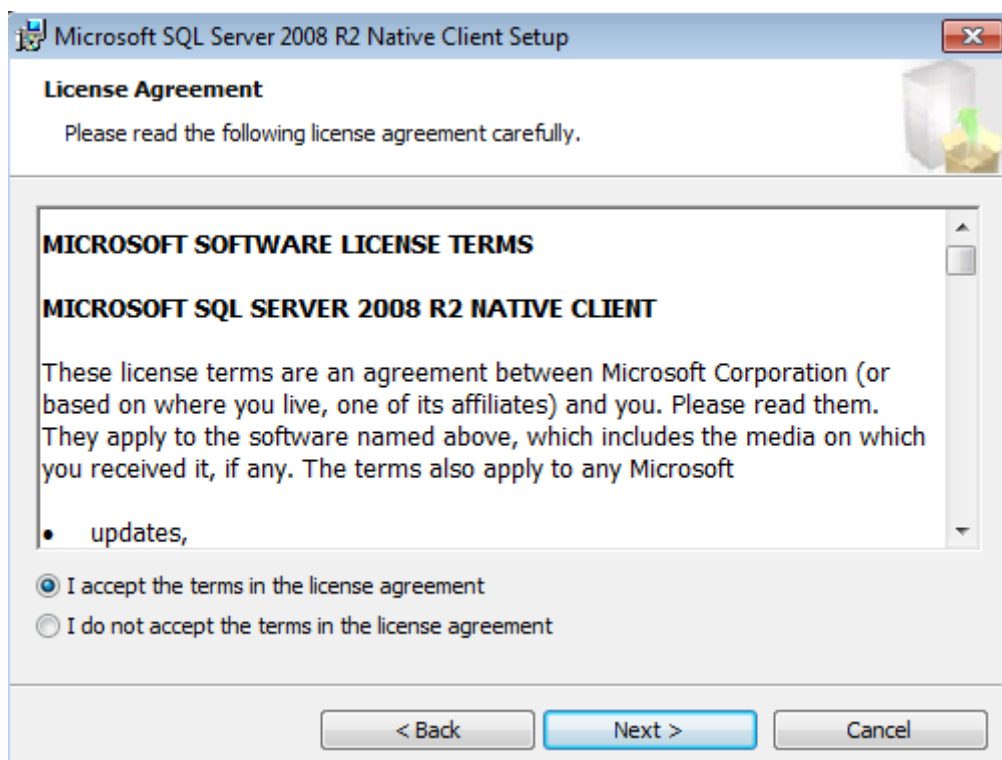 Microsoft SQL Server 2008 R2 Native Client Setup
License Agreement
Please read the following license agreement carefully.
MICROSOFT SOFTWARE LICENSE TERMS
MICROSOFT SQL SERVER 2008 R2 NATIVE CLIENT
These license terms are an agreement between Microsoft Corporation (or
based on where you live, one of its affiliates) and you. Please read them.
They apply to the software named above, which includes the media on which
you received it, if any. The terms also apply to any Microsoft
• updates,
I accept the terms in the license agreement
I do not accept the terms in the license agreement
< Back Next > Cancel